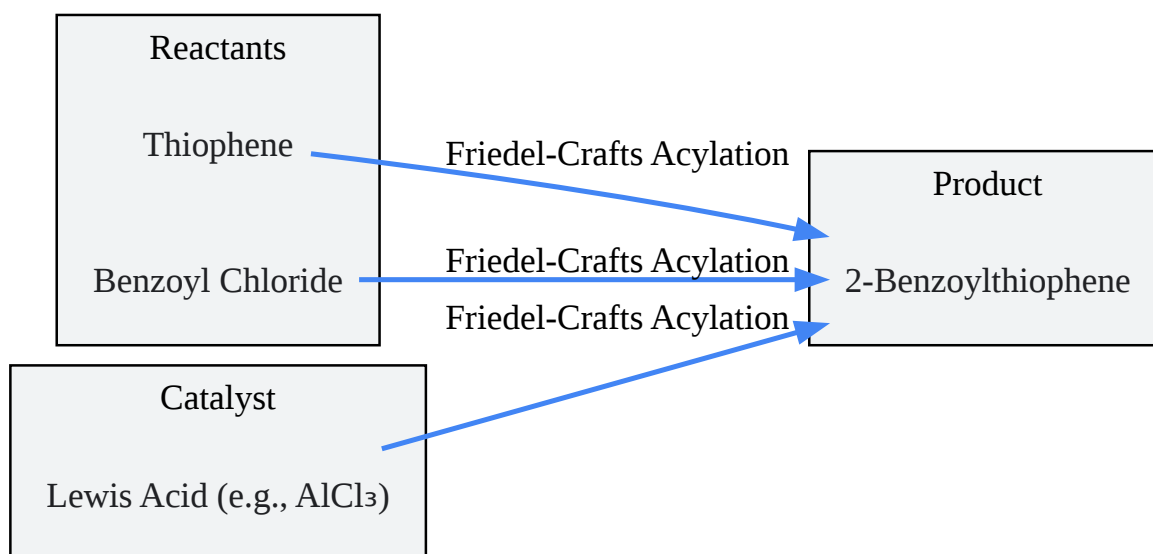 Reactants
Thiophene
Benzoyl Chloride
Friedel-Crafts Acylation
Friedel-Crafts Acylation
Friedel-Crafts Acylation
Product
2-Benzoylthiophene
Catalyst
Lewis Acid (e.g., AlCl₃)